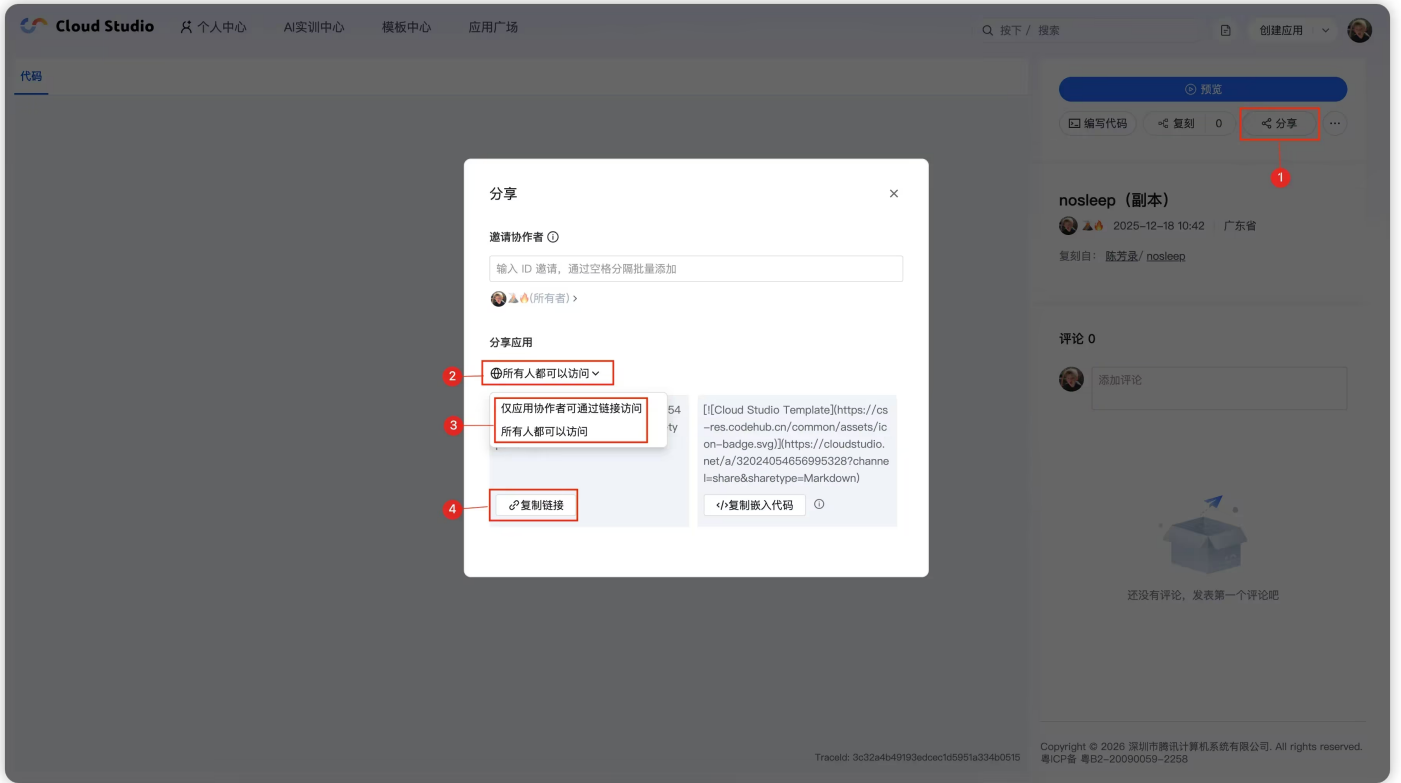 Cloud Studio 个人中心 AI实训中心 模板中心 应用广场 按下 / 搜索 创建应用
代码
预览
编写代码 复刻 0 分享 ...
1
nosleep（副本）
2025-12-18 10:42 广东省
复刻自： 陈芳录/ nosleep
评论 0
添加评论
还没有评论，发表第一个评论吧
分享
邀请协作者
输入 ID 邀请，通过空格分隔批量添加
(所有者)
分享应用
2 所有人都可以访问
3
仅应用协作者可通过链接访问
所有人都可以访问
54
ty
[![Cloud Studio Template](https://cs
-res.codehub.cn/common/assets/ic
on-badge.svg)](https://cloudstudio.
net/a/32024054656995328?channe
l=share&sharetype=Markdown)
4 复制链接
</>复制嵌入代码
TraceId: 3c32a4b49193edcec1d5951a334b0515
Copyright © 2026 深圳市腾讯计算机系统有限公司. All rights reserved.
粤ICP备 粤B2-20090059-2258